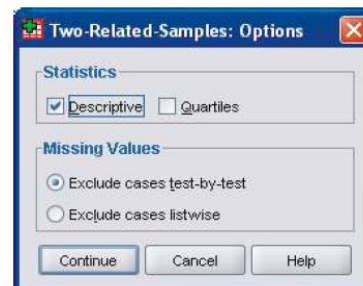 Two-Related-Samples: Options
Statistics
Descriptive Quartiles
Missing Values
Exclude cases test-by-test
Exclude cases listwise
Continue Cancel Help